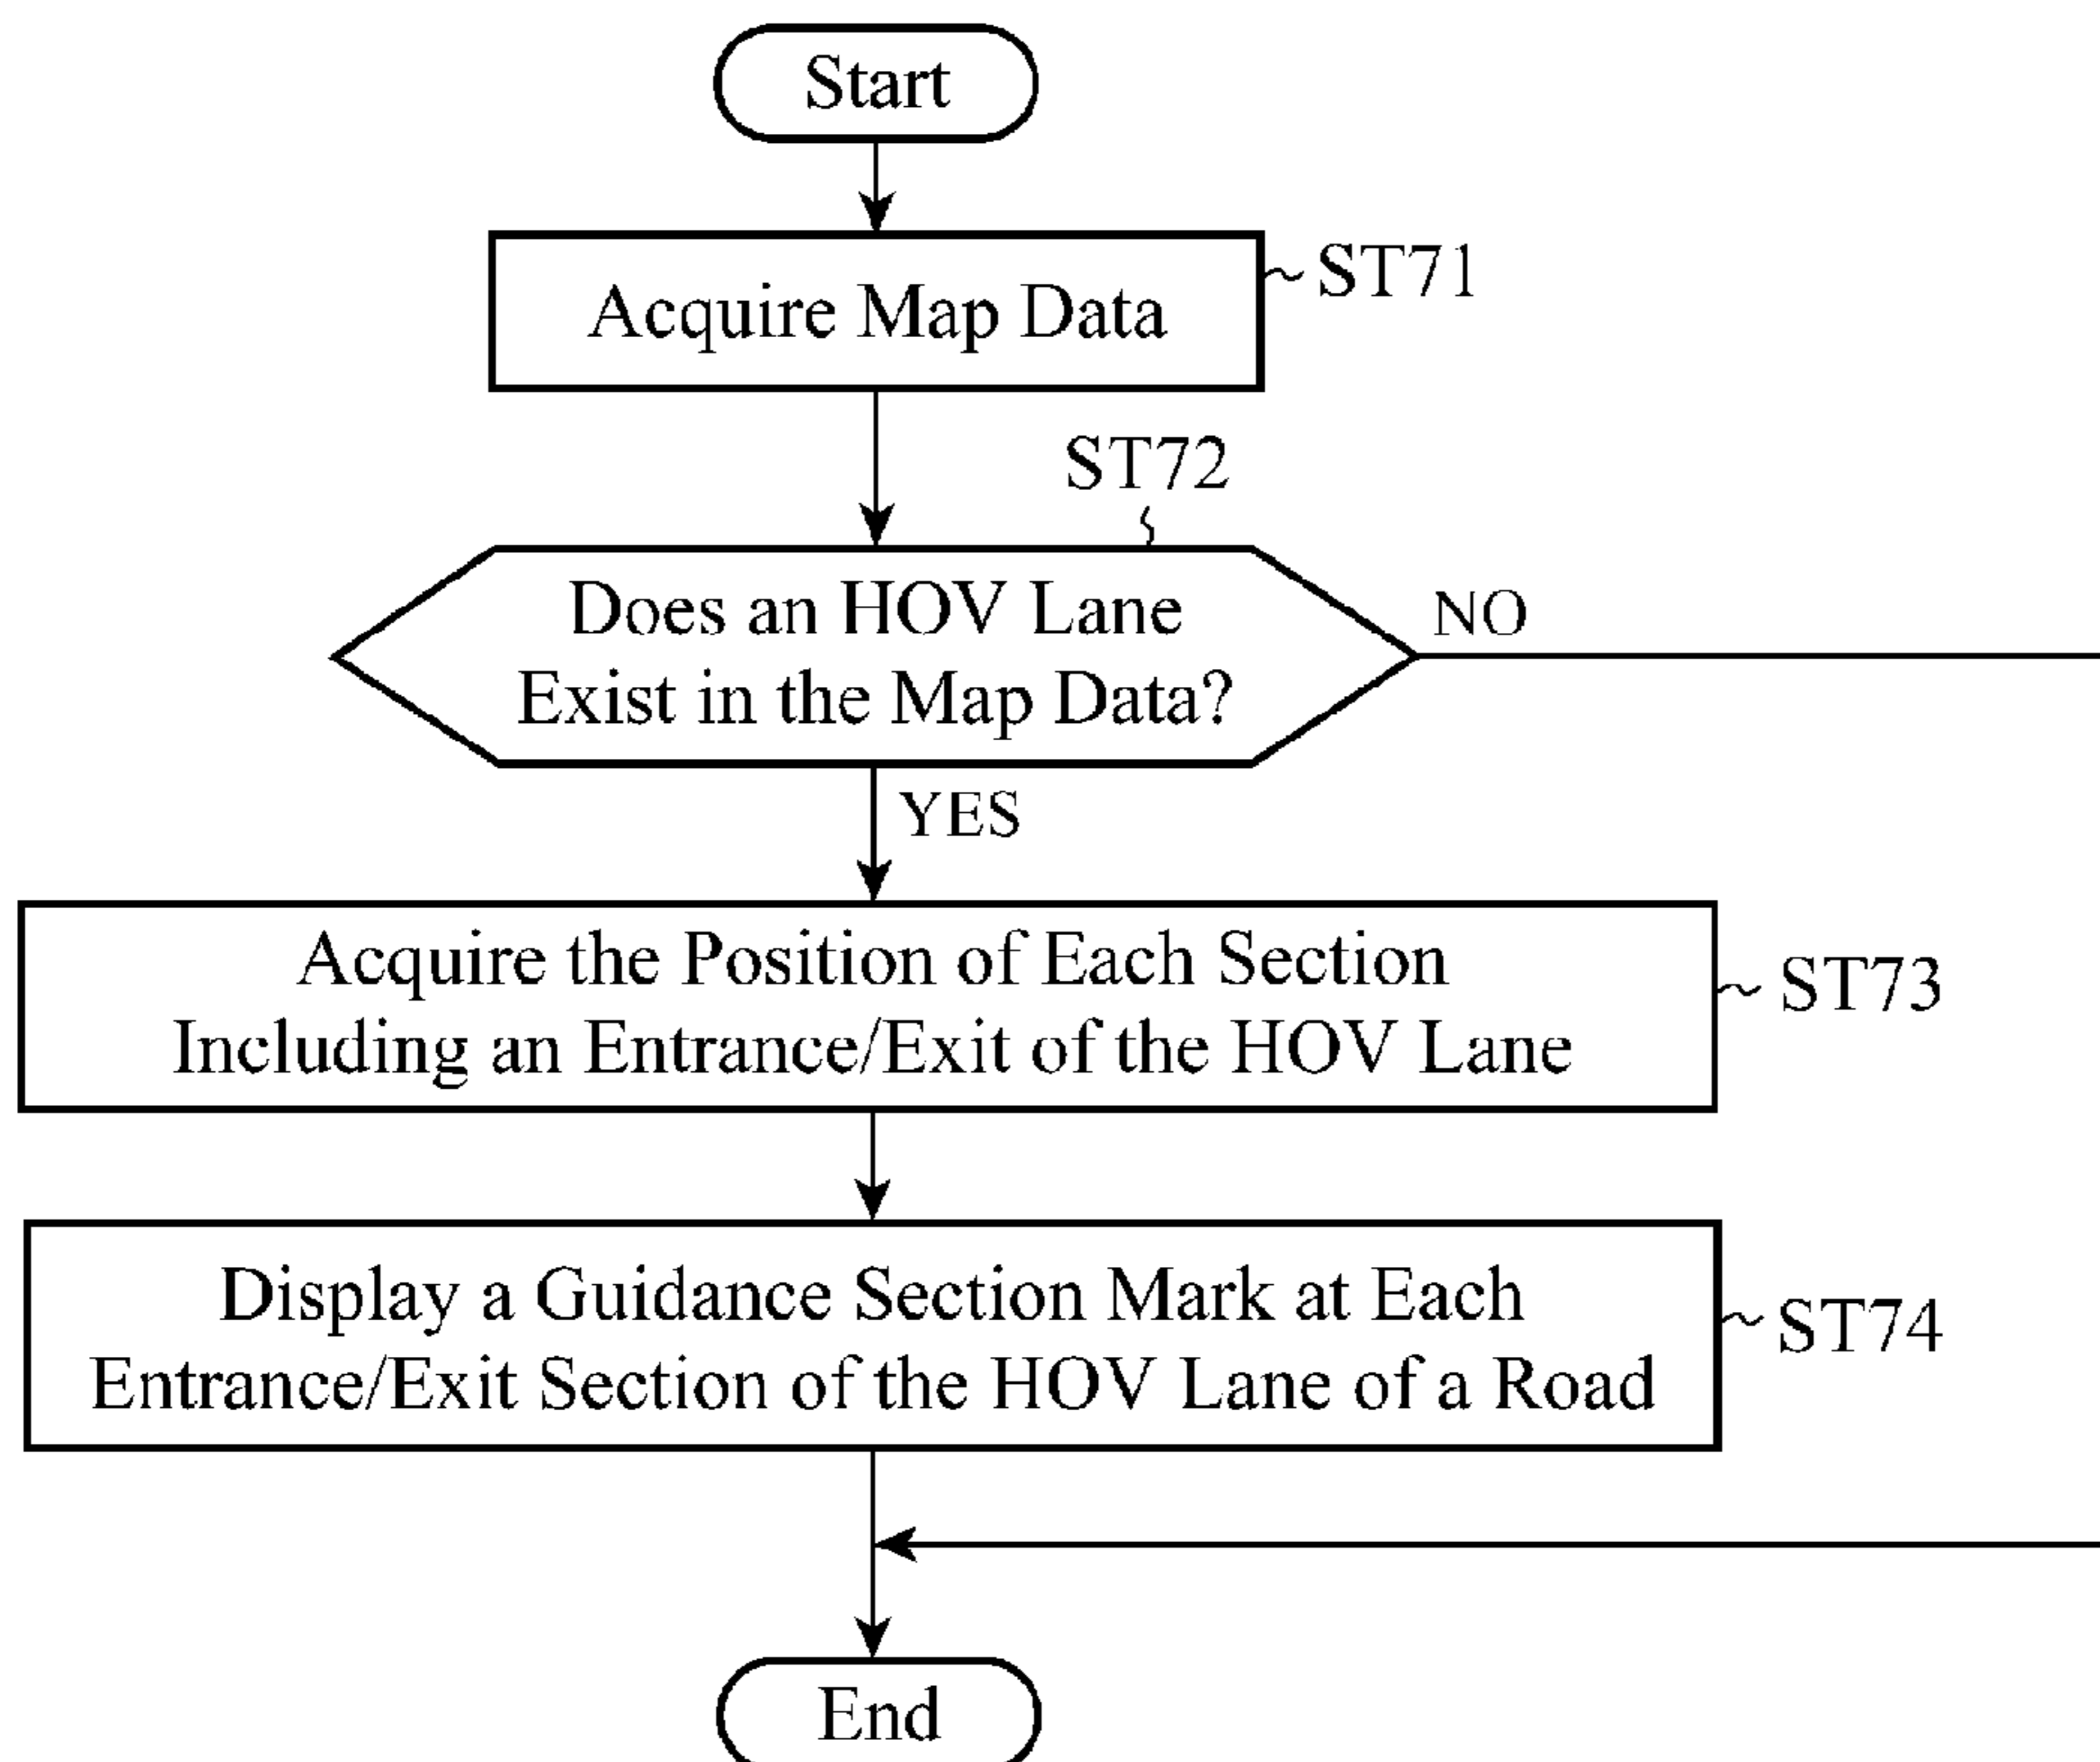 Start
Acquire Map Data
ST71
ST72
Does an HOV Lane
Exist in the Map Data?
NO
YES
Acquire the Position of Each Section
Including an Entrance/Exit of the HOV Lane
ST73
Display a Guidance Section Mark at Each
Entrance/Exit Section of the HOV Lane of a Road
ST74
End